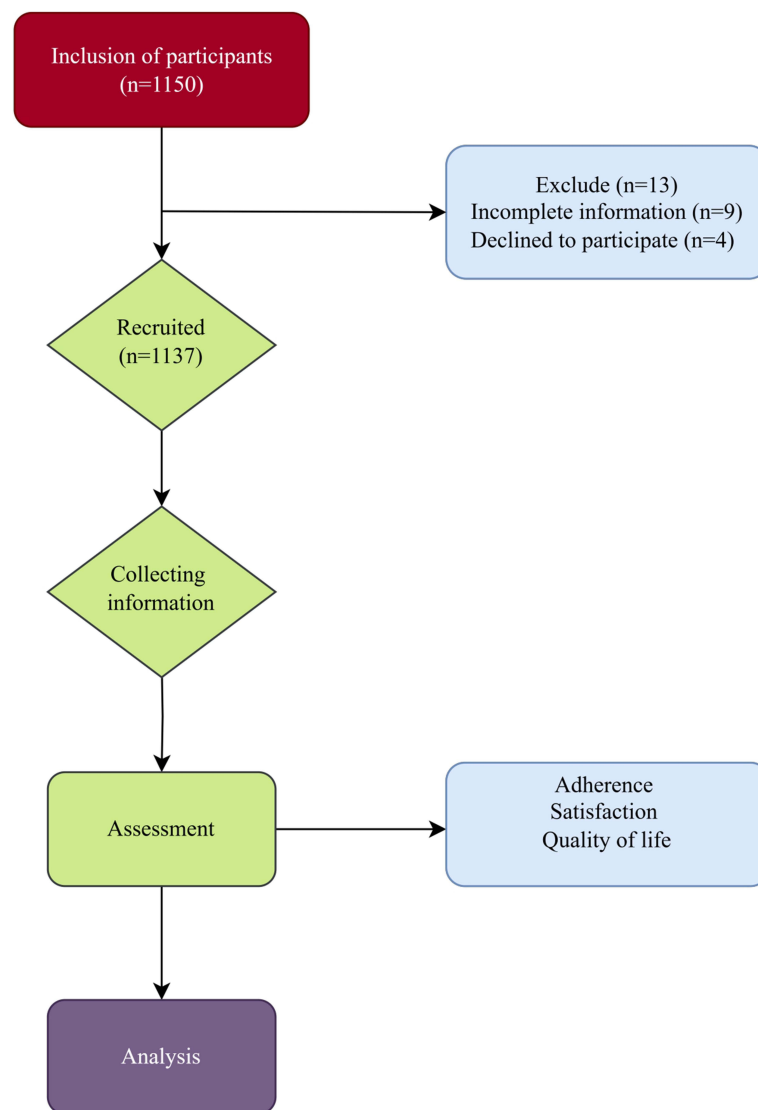 Inclusion of participants
(n=1150)
Exclude (n=13)
Incomplete information (n=9)
Declined to participate (n=4)
Recruited
(n=1137)
Collecting
information
Assessment
Adherence
Satisfaction
Quality of life
Analysis